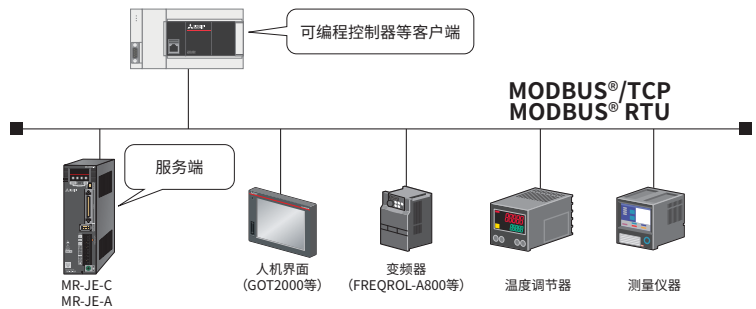 可编程控制器等客户端
MODBUS®/TCP
MODBUS® RTU
服务端
MR-JE-C
MR-JE-A
人机界面
（GOT2000等）
变频器
（FREQROL-A800等）
温度调节器
测量仪器